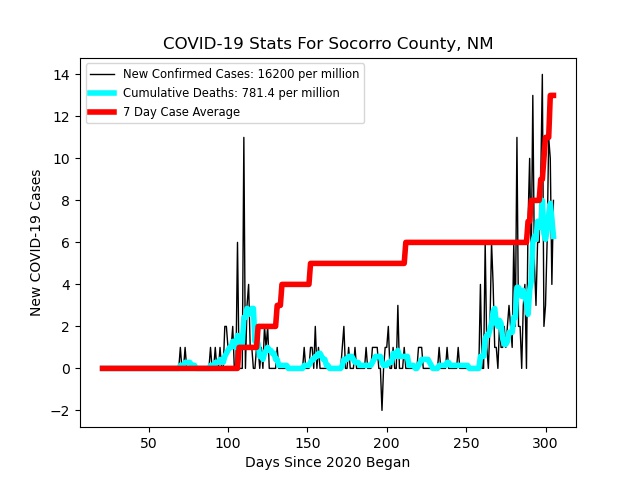 COVID-19 Stats For Socorro County, NM
New Confirmed Cases: 16200 per million
Cumulative Deaths: 781.4 per million
7 Day Case Average
New COVID-19 Cases
14
12
10
8
6
4
2
0
−2
50 100 150 200 250 300
Days Since 2020 Began